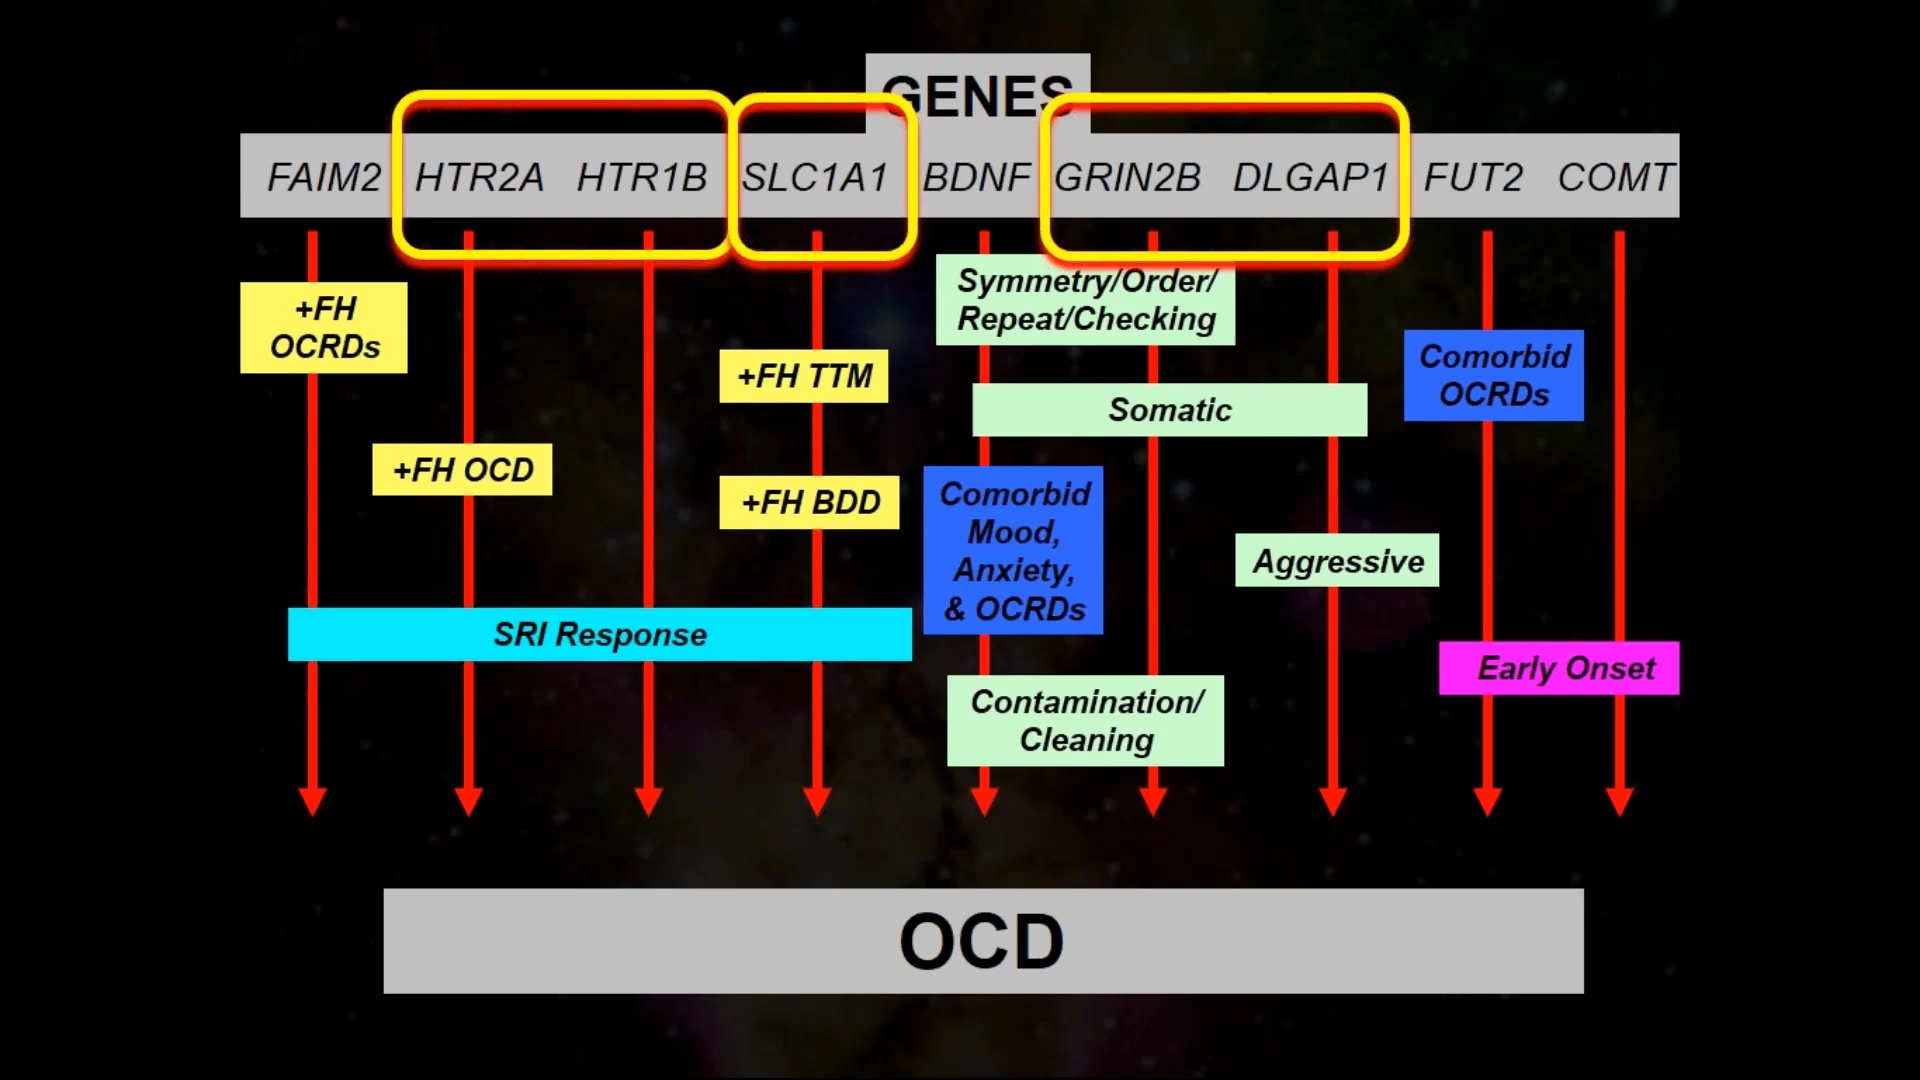 GENES
FAIM2 HTR2A HTR1B SLC1A1 BDNF GRIN2B DLGAP1 FUT2 COMT
+FH
OCRDs
+FH OCD
+FH TTM
+FH BDD
SRI Response
Symmetry/Order/
Repeat/Checking
Somatic
Comorbid
Mood,
Anxiety,
& OCRDs
Contamination/
Cleaning
Aggressive
Comorbid
OCRDs
Early Onset
OCD